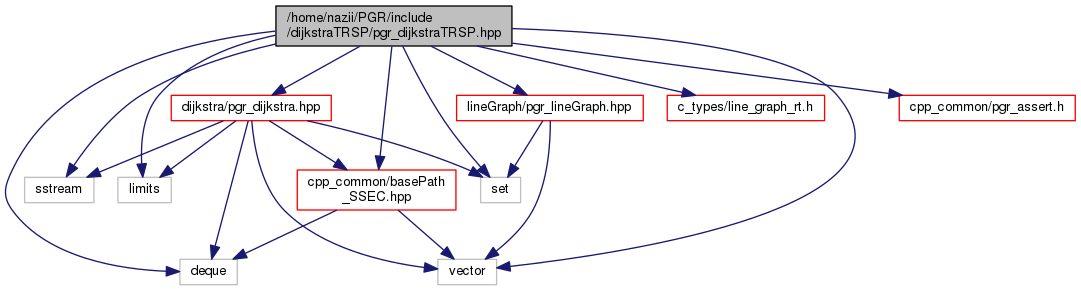 /home/nazii/PGR/include
/dijkstraTRSP/pgr_dijkstraTRSP.hpp
dijkstra/pgr_dijkstra.hpp
lineGraph/pgr_lineGraph.hpp
c_types/line_graph_rt.h
cpp_common/pgr_assert.h
sstream
limits
cpp_common/basePath
_SSEC.hpp
set
deque
vector